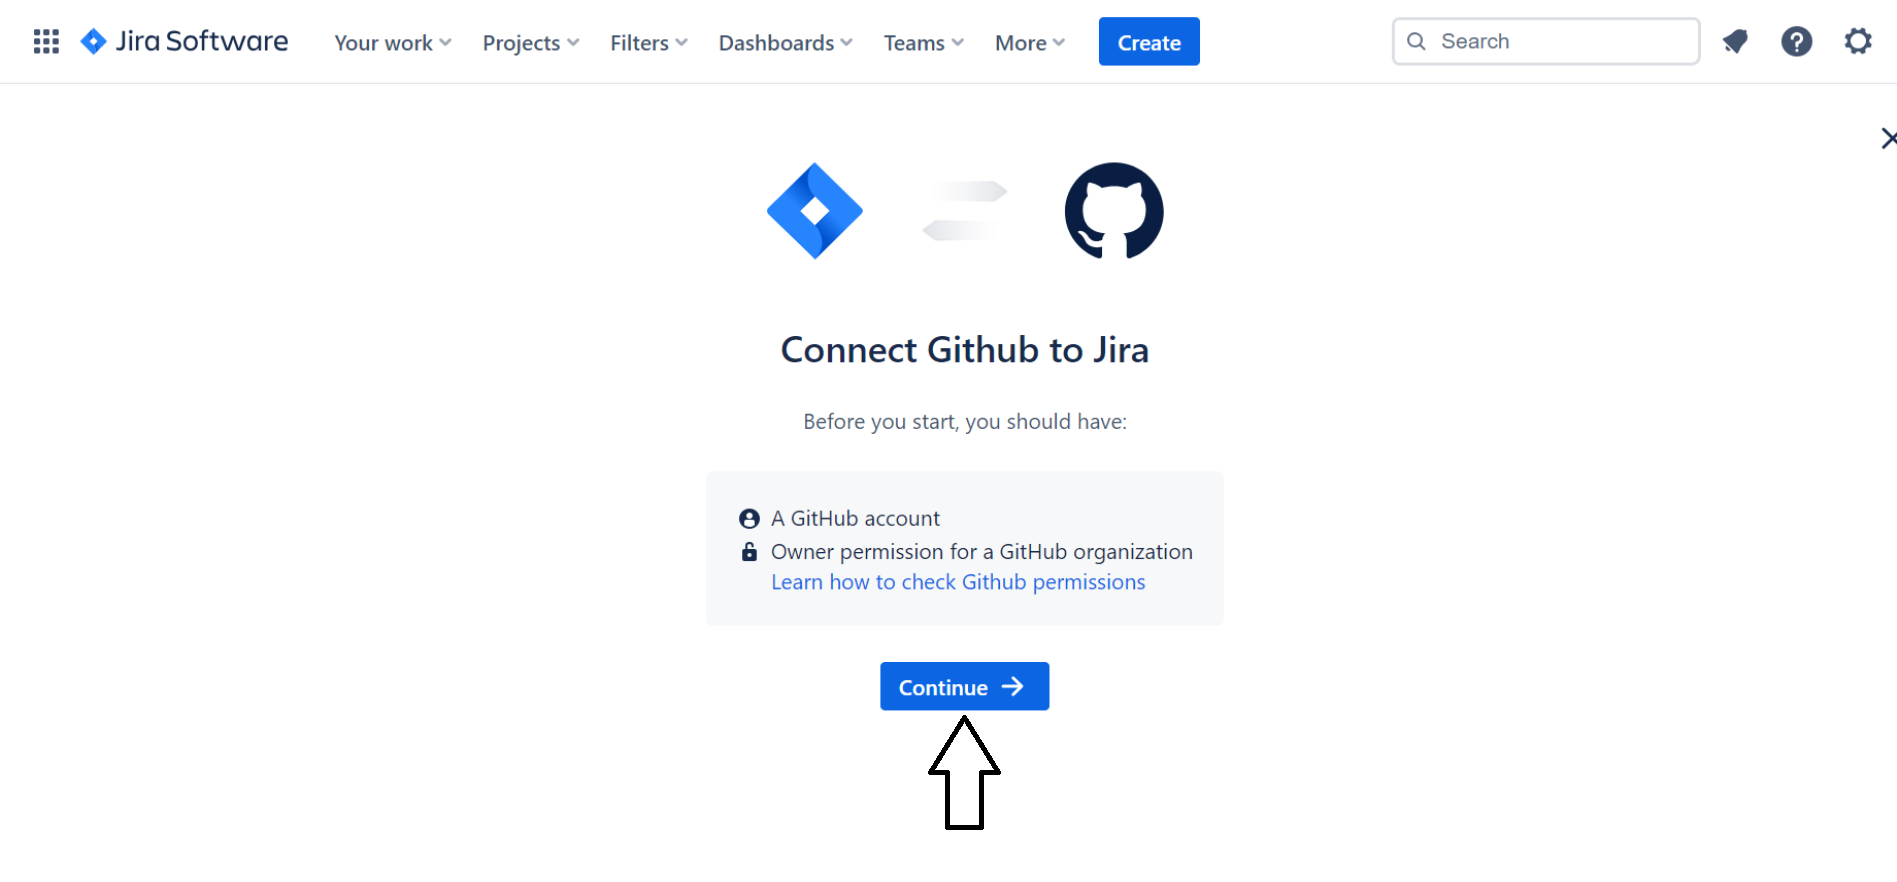 Jira Software Your work Projects Filters Dashboards Teams More Create Search ?
Connect Github to Jira
Before you start, you should have:
A GitHub account
Owner permission for a GitHub organization
Learn how to check Github permissions
Continue →